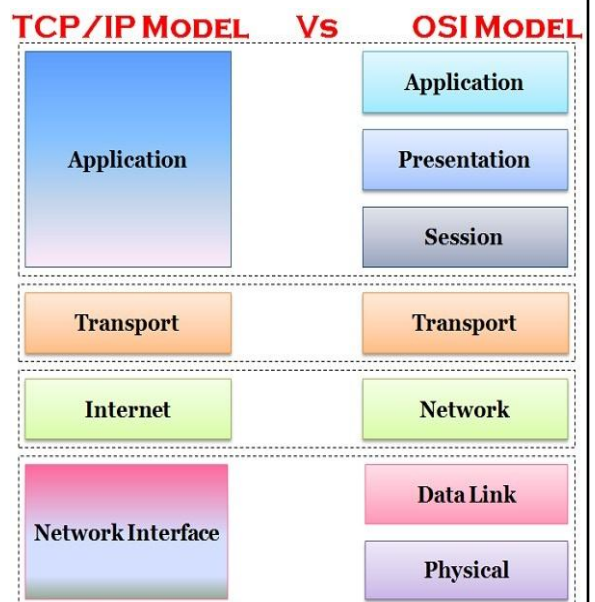 TCP/IP MODEL Vs OSI MODEL
Application
Application
Presentation
Session
Transport
Transport
Internet
Network
Network Interface
Data Link
Physical